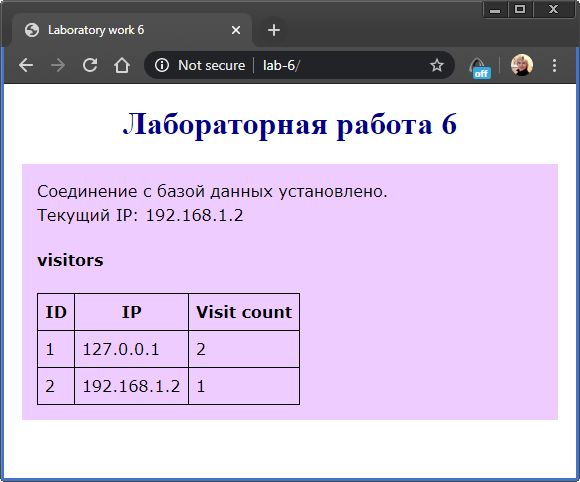 Laboratory work 6
Not secure lab-6/
off
Лабораторная работа 6
Соединение с базой данных установлено.
Текущий IP: 192.168.1.2
visitors
ID IP Visit count
1 127.0.0.1 2
2 192.168.1.2 1